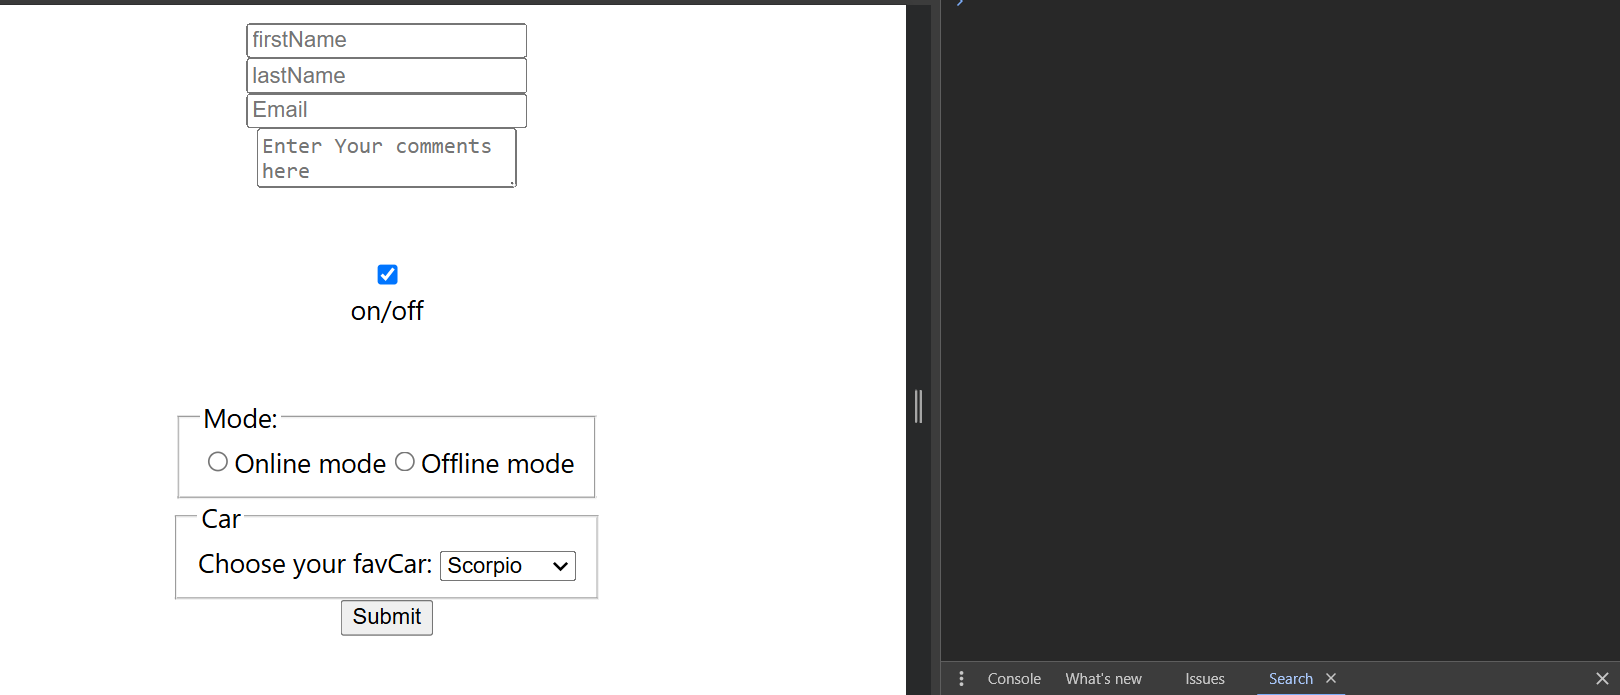 firstName
lastName
Email
Enter Your comments
here
on/off
Mode:
Online mode Offline mode
Car
Choose your favCar: Scorpio
Submit
Console What's new Issues Search